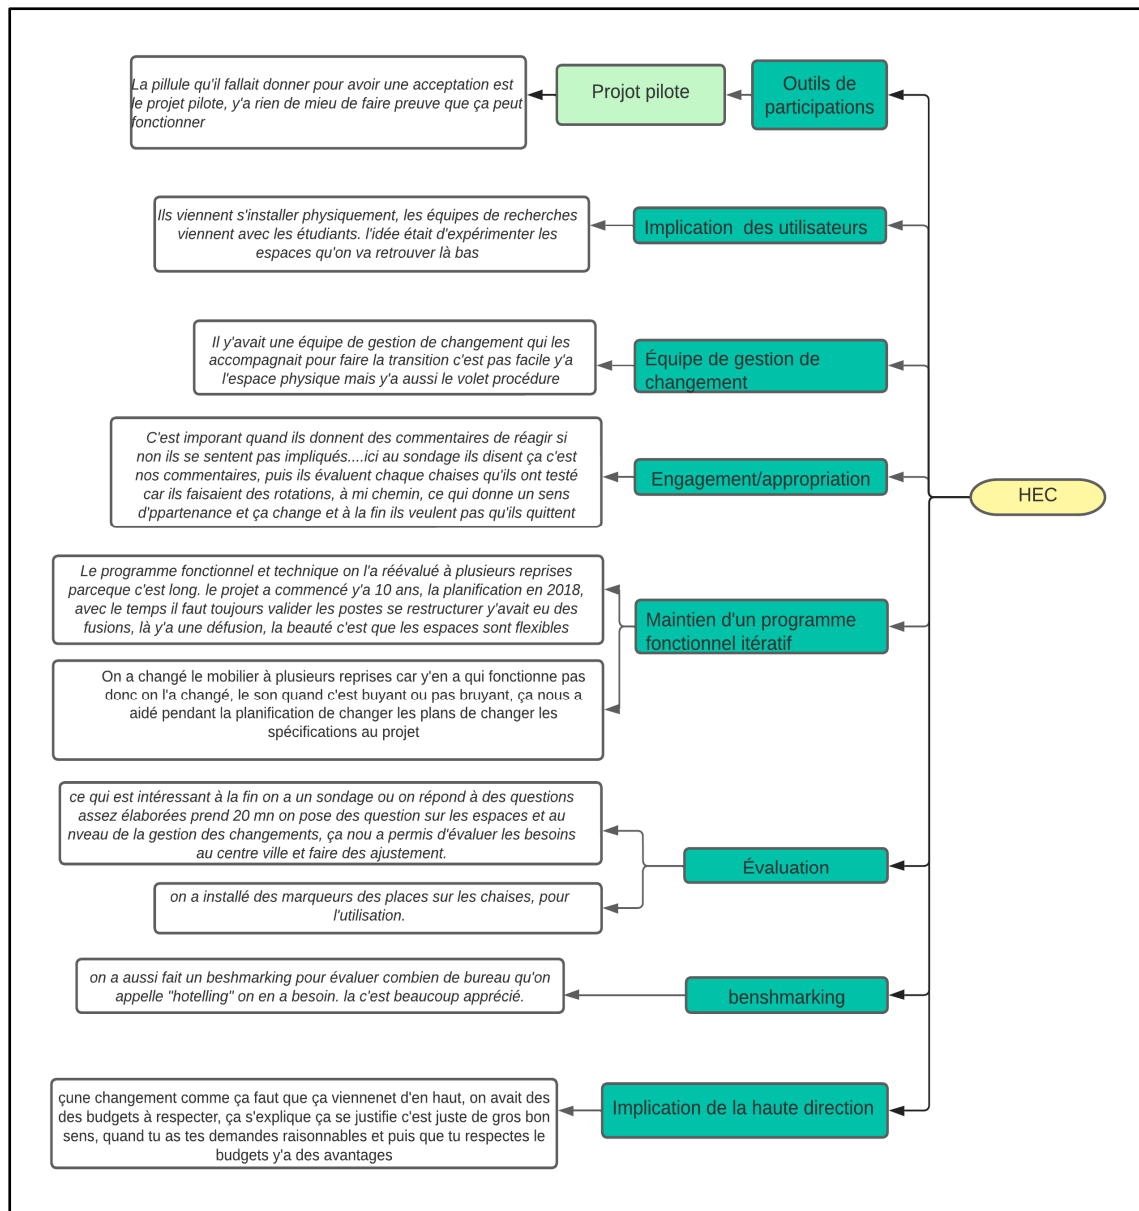 La pillule qu'il fallait donner pour avoir une acceptation est
le projet pilote, y'a rien de mieu de faire preuve que ça peut
fonctionner
Projot pilote
Outils de
participations
Ils viennent s'installer physiquement, les équipes de recherches
viennent avec les étudiants. l'idée était d'expérimenter les
espaces qu'on va retrouver là bas
Implication des utilisateurs
Il y'avait une équipe de gestion de changement qui les
accompagnait pour faire la transition c'est pas facile y'a
l'espace physique mais y'a aussi le volet procédure
Équipe de gestion de
changement
C'est imporant quand ils donnent des commentaires de réagir si
non ils se sentent pas impliqués....ici au sondage ils disent ça c'est
nos commentaires, puis ils évaluent chaque chaises qu'ils ont testé
car ils faisaient des rotations, à mi chemin, ce qui donne un sens
d'ppartenance et ça change et à la fin ils veulent pas qu'ils quittent
Engagement/appropriation
HEC
Le programme fonctionnel et technique on l'a réévalué à plusieurs reprises
parceque c'est long. le projet a commencé y'a 10 ans, la planification en 2018,
avec le temps il faut toujours valider les postes se restructurer y'avait eu des
fusions, là y'a une défusion, la beauté c'est que les espaces sont flexibles
Maintien d'un programme
fonctionnel itératif
On a changé le mobilier à plusieurs reprises car y'en a qui fonctionne pas
donc on l'a changé, le son quand c'est buyant ou pas bruyant, ça nous a
aidé pendant la planification de changer les plans de changer les
spécifications au projet
ce qui est intéressant à la fin on a un sondage ou on répond à des questions
assez élaborées prend 20 mn on pose des question sur les espaces et au
nveau de la gestion des changements, ça nou a permis d'évaluer les besoins
au centre ville et faire des ajustement.
Évaluation
on a installé des marqueurs des places sur les chaises, pour
l'utilisation.
on a aussi fait un beshmarking pour évaluer combien de bureau qu'on
appelle "hotelling" on en a besoin. la c'est beaucoup apprécié.
benshmarking
çune changement comme ça faut que ça viennenet d'en haut, on avait des
des budgets à respecter, ça s'explique ça se justifie c'est juste de gros bon
sens, quand tu as tes demandes raisonnables et puis que tu respectes le
budgets y'a des avantages
Implication de la haute direction